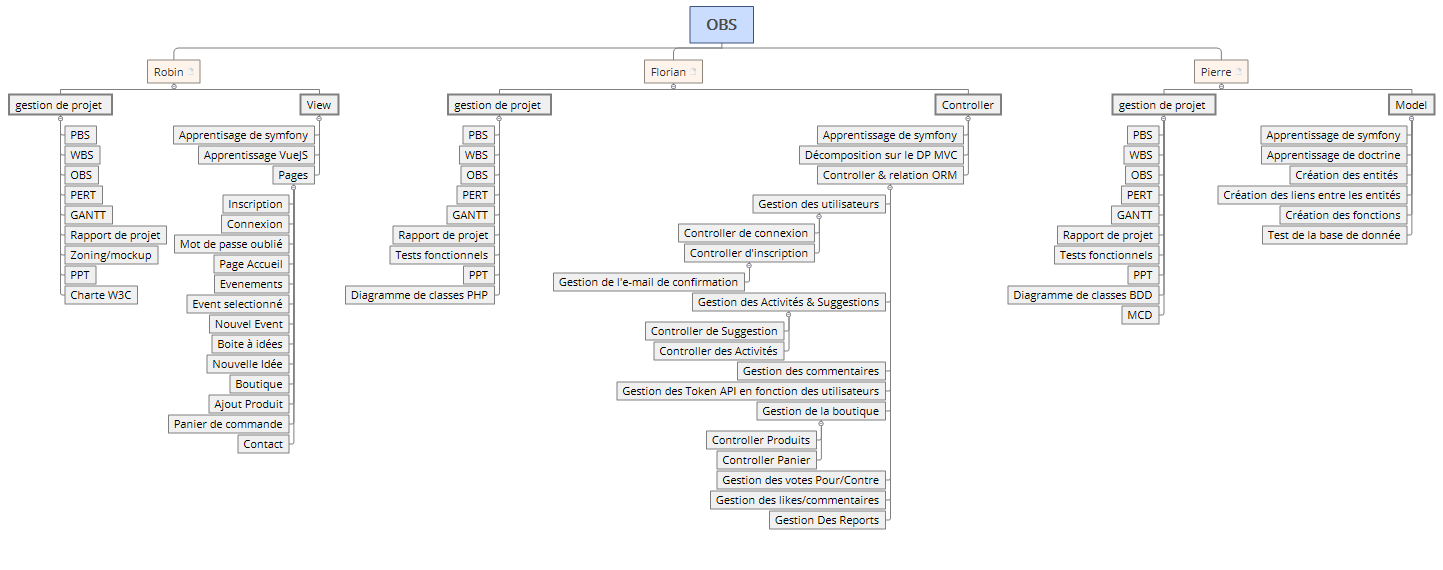 OBS
Robin
gestion de projet
PBS
WBS
OBS
PERT
GANTT
Rapport de projet
Zoning/mockup
PPT
Charte W3C
View
Apprentisage de symfony
Apprentissage VueJS
Pages
Inscription
Connexion
Mot de passe oublié
Page Accueil
Evenements
Event selectionné
Nouvel Event
Boite à idées
Nouvelle Idée
Boutique
Ajout Produit
Panier de commande
Contact
Florian
gestion de projet
PBS
WBS
OBS
PERT
GANTT
Rapport de projet
Tests fonctionnels
PPT
Diagramme de classes PHP
Controller
Apprentissage de symfony
Décomposition sur le DP MVC
Controller & relation ORM
Gestion des utilisateurs
Controller de connexion
Controller d'inscription
Gestion de l'e-mail de confirmation
Gestion des Activités & Suggestions
Controller de Suggestion
Controller des Activités
Gestion des commentaires
Gestion des Token API en fonction des utilisateurs
Gestion de la boutique
Controller Produits
Controller Panier
Gestion des votes Pour/Contre
Gestion des likes/commentaires
Gestion Des Reports
Pierre
gestion de projet
PBS
WBS
OBS
PERT
GANTT
Rapport de projet
Tests fonctionnels
PPT
Diagramme de classes BDD
MCD
Model
Apprentissage de symfony
Apprentissage de doctrine
Création des entités
Création des liens entre les entités
Création des fonctions
Test de la base de donnée